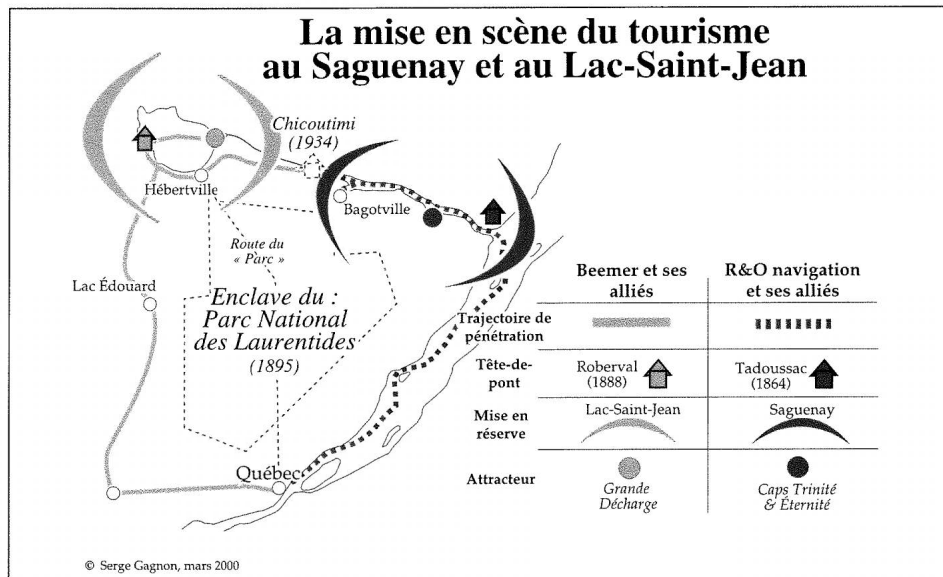 La mise en scène du tourisme
au Saguenay et au Lac-Saint-Jean
Chicoutimi
(1934)
Hébertville
Bagotville
Route du
« Parc »
Lac Édouard
Enclave du :
Parc National
des Laurentides
(1895)
Québec
Beemer et ses
alliés
R&O navigation
et ses alliés
Trajectoire de
pénétration
Tête-de-
pont
Roberval
(1888)
Tadoussac
(1864)
Mise en
réserve
Lac-Saint-Jean
Saguenay
Attracteur
Grande
Décharge
Caps Trinité
& Éternité
© Serge Gagnon, mars 2000